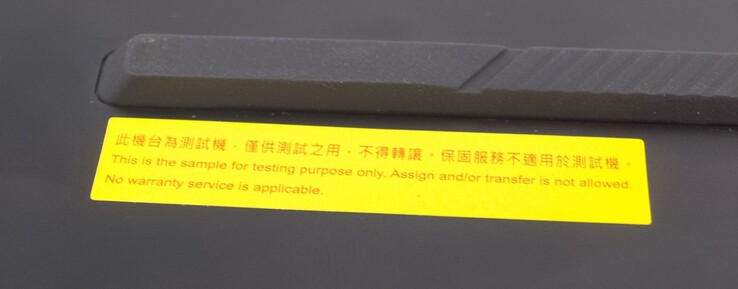 此機台為測試機，僅供測試之用，不得轉讓。保固服務不適用於測試機。
This is the sample for testing purpose only. Assign and/or transfer is not allowed.
No warranty service is applicable.